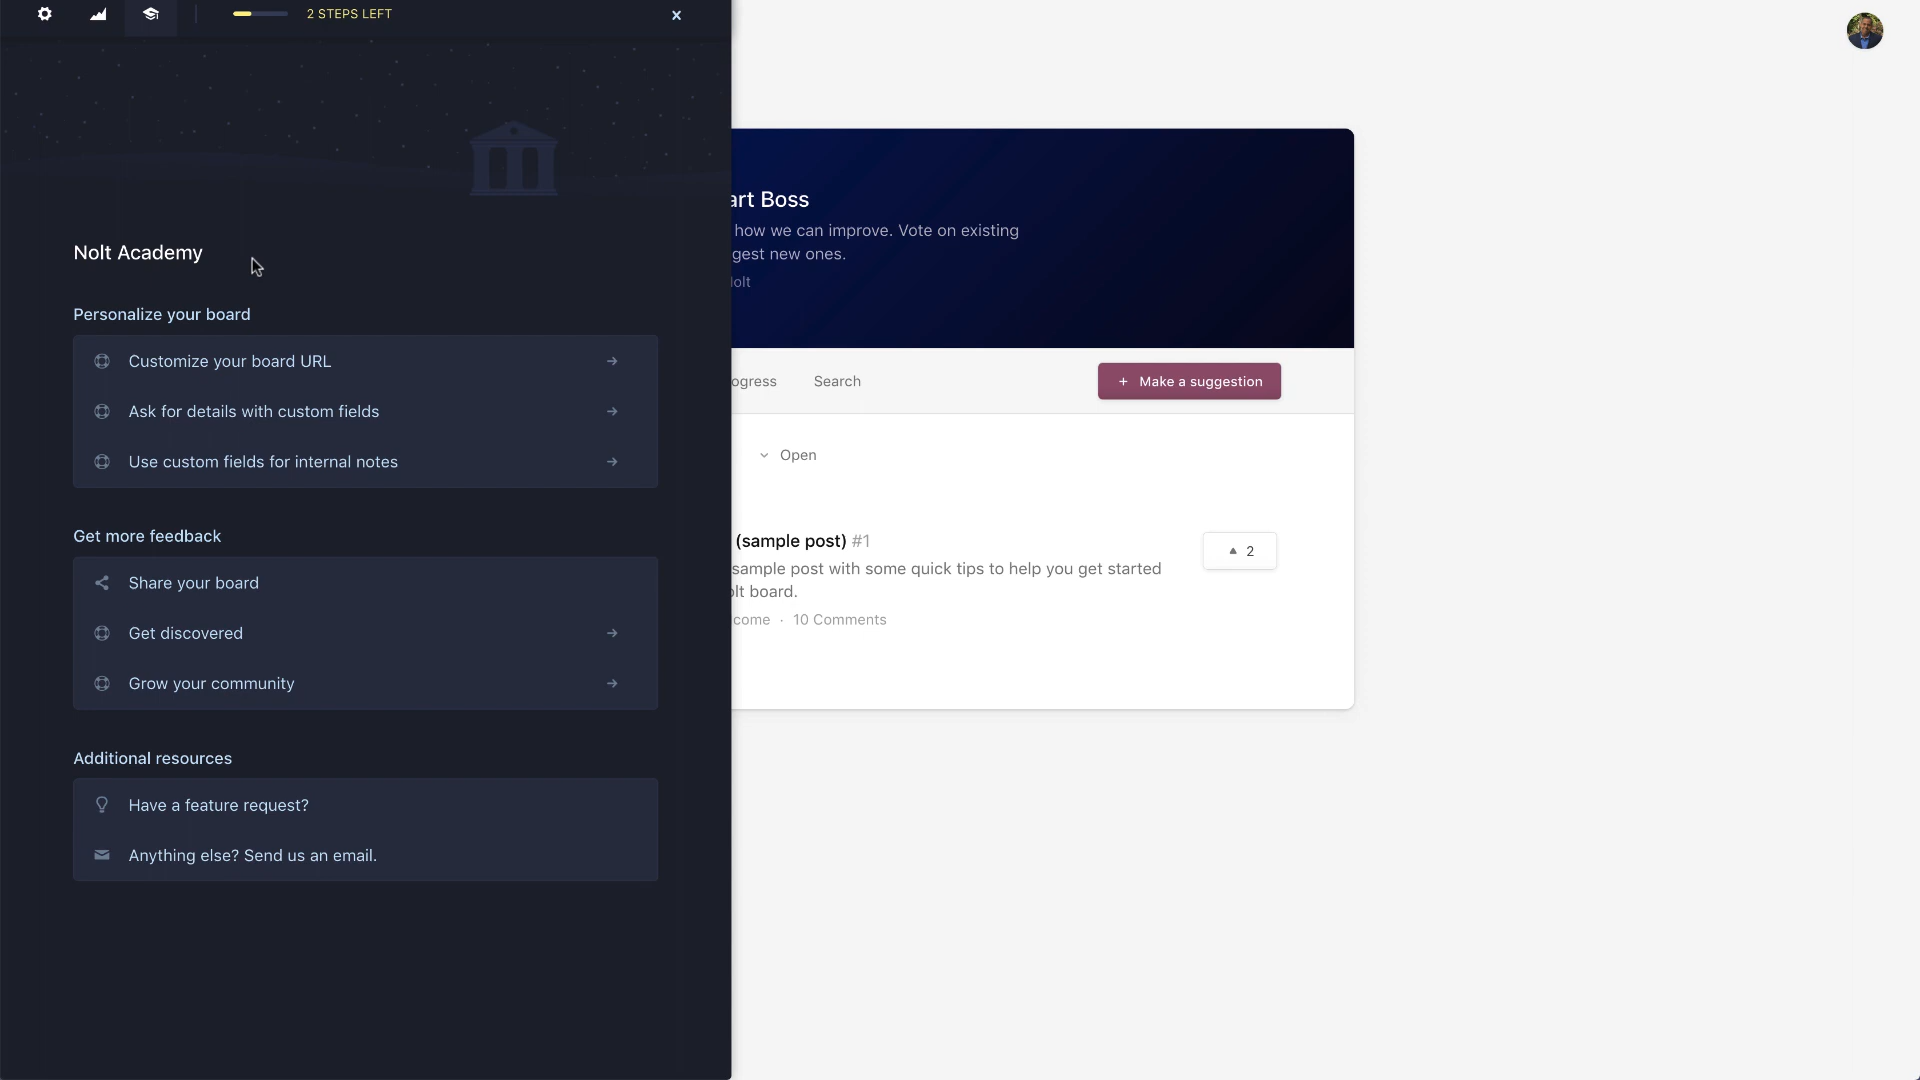 2 STEPS LEFT
Nolt Academy
Personalize your board
Customize your board URL
Ask for details with custom fields
Use custom fields for internal notes
Get more feedback
Share your board
Get discovered
Grow your community
Additional resources
Have a feature request?
Anything else? Send us an email.
art Boss
how we can improve. Vote on existing
gest new ones.
olt
ogress
Search
+ Make a suggestion
Open
(sample post) #1
sample post with some quick tips to help you get started
olt board.
come · 10 Comments
2